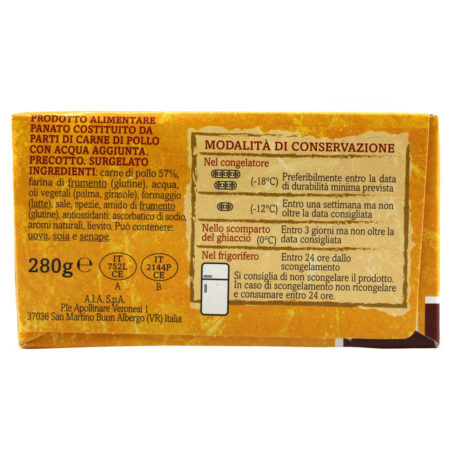 PRODOTTO ALIMENTARE
PANATO COSTITUITO DA
PARTI DI CARNE DI POLLO
CON ACQUA AGGIUNTA.
PRECOTTO. SURGELATO
INGREDIENTI: carne di pollo 57%,
farina di frumento (glutine), acqua,
oli vegetali (palma, girasole), formaggio
(latte), sale, spezie, amido di frumento
(glutine), antiossidanti: ascorbatico di sodio,
aromi naturali, lievito. Può contenere:
uova, soia e senape.
280g e
IT
752L
CE
A
IT
2144P
CE
B
A.I.A. S.p.A.
P.le Apollinare Veronesi 1
37036 San Martino Buon Albergo (VR) Italia
MODALITÀ DI CONSERVAZIONE
Nel congelatore
(-18°C) Preferibilmente entro la data
di durabilità minima prevista
(-12°C) Entro una settimana ma non
oltre la data consigliata
Nello scomparto
del ghiaccio (0°C) Entro 3 giorni ma non oltre la
data consigliata
Nel frigorifero
Entro 24 ore dallo
scongelamento
Si consiglia di non scongelare il prodotto.
In caso di scongelamento non ricongelare
e consumare entro 24 ore.